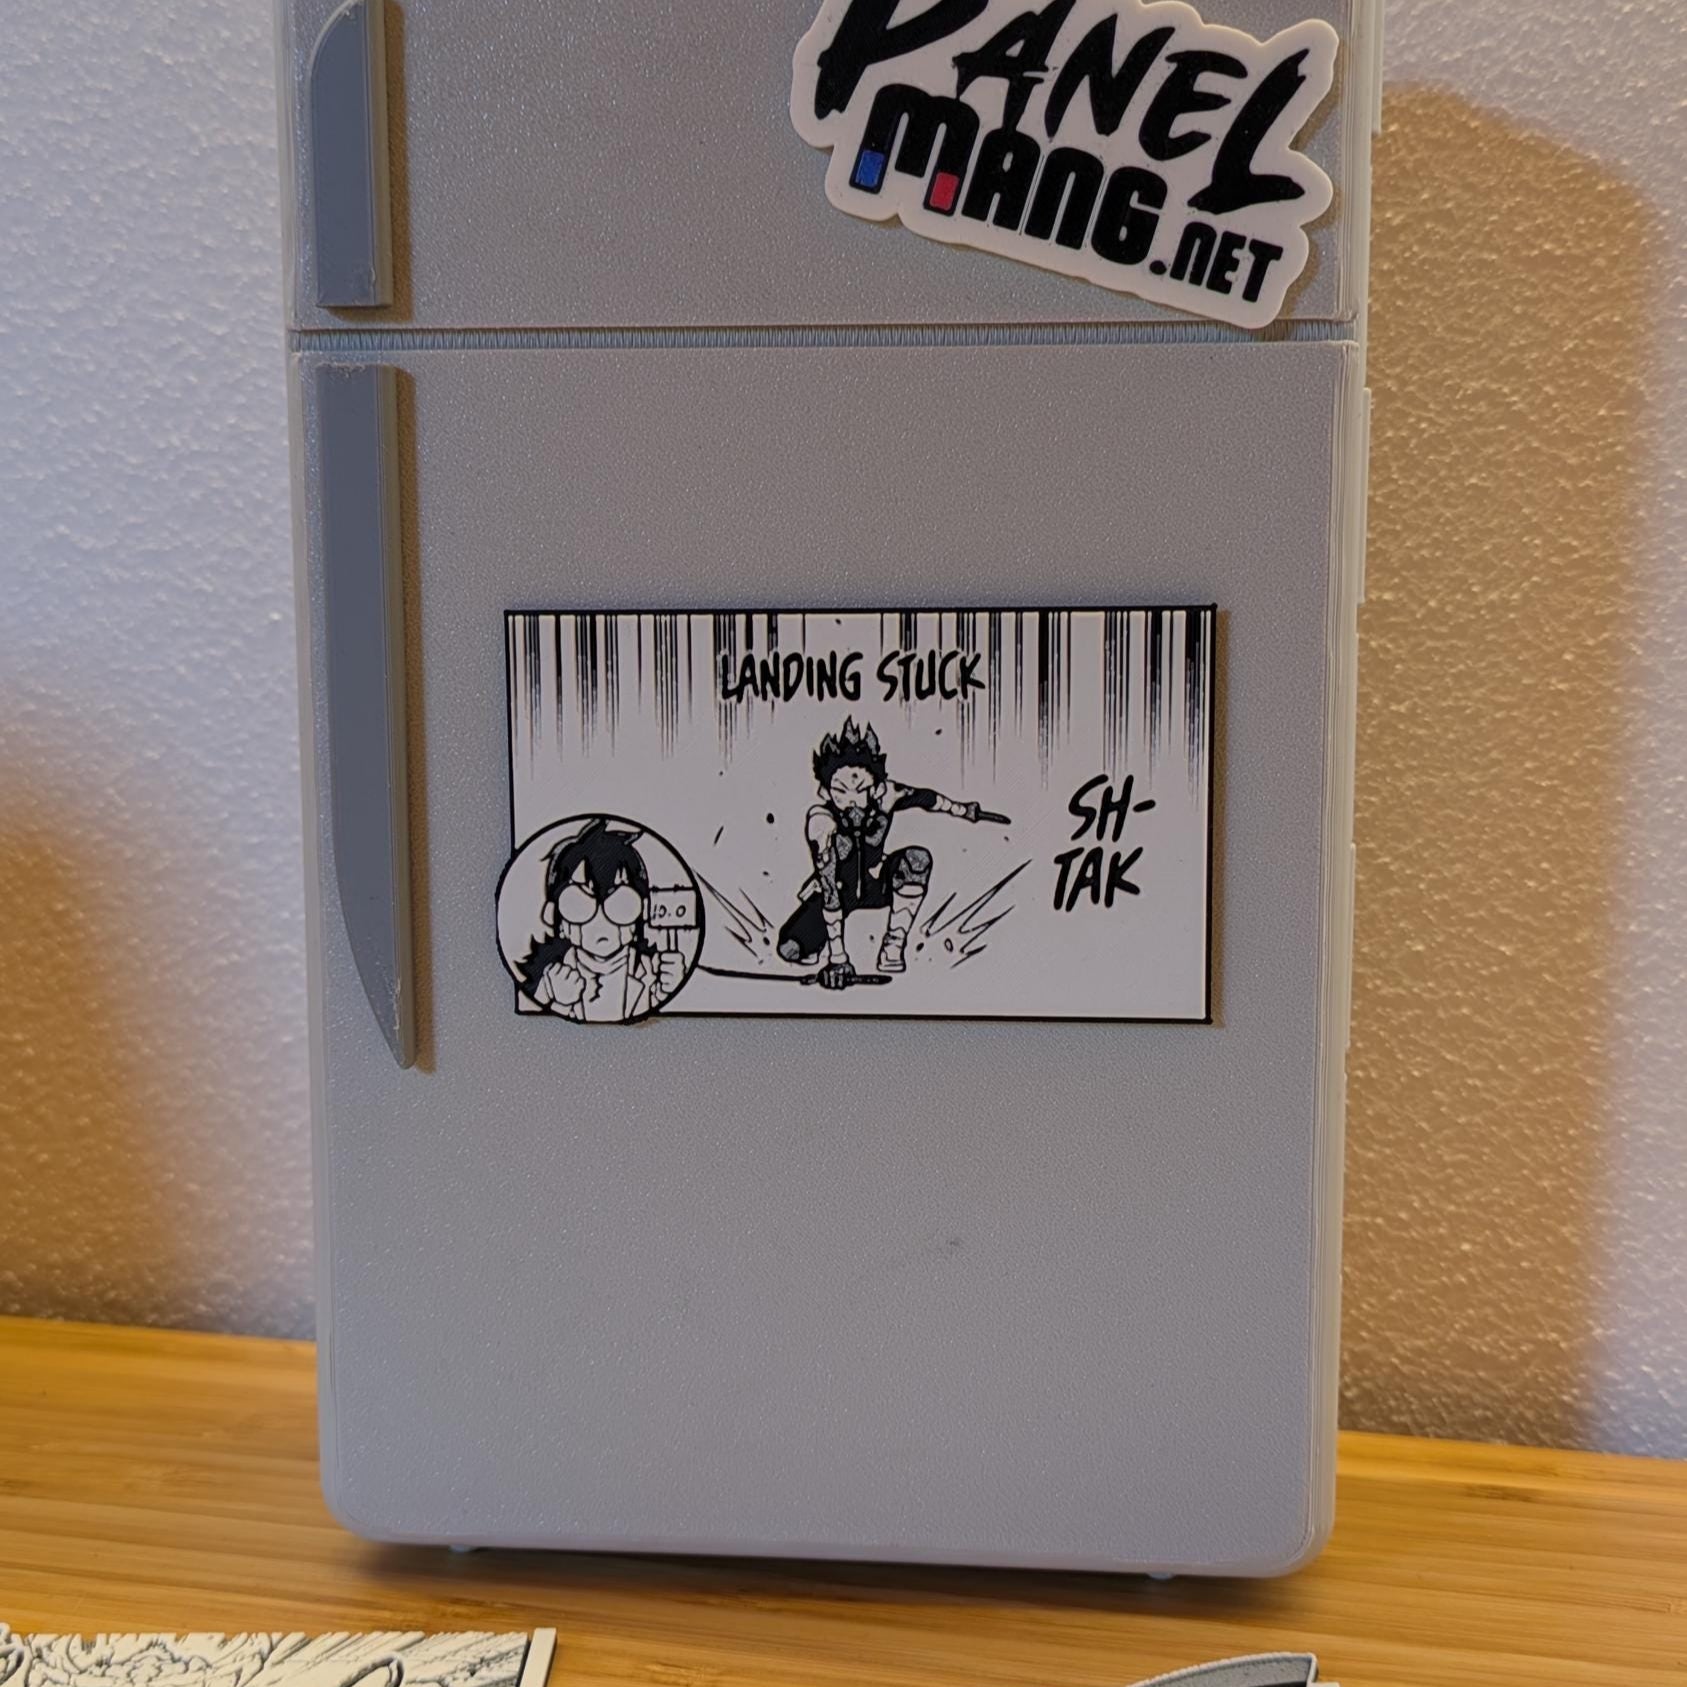 PANEL
MANG.NET
LANDING STUCK
SH-
TAK
10.0